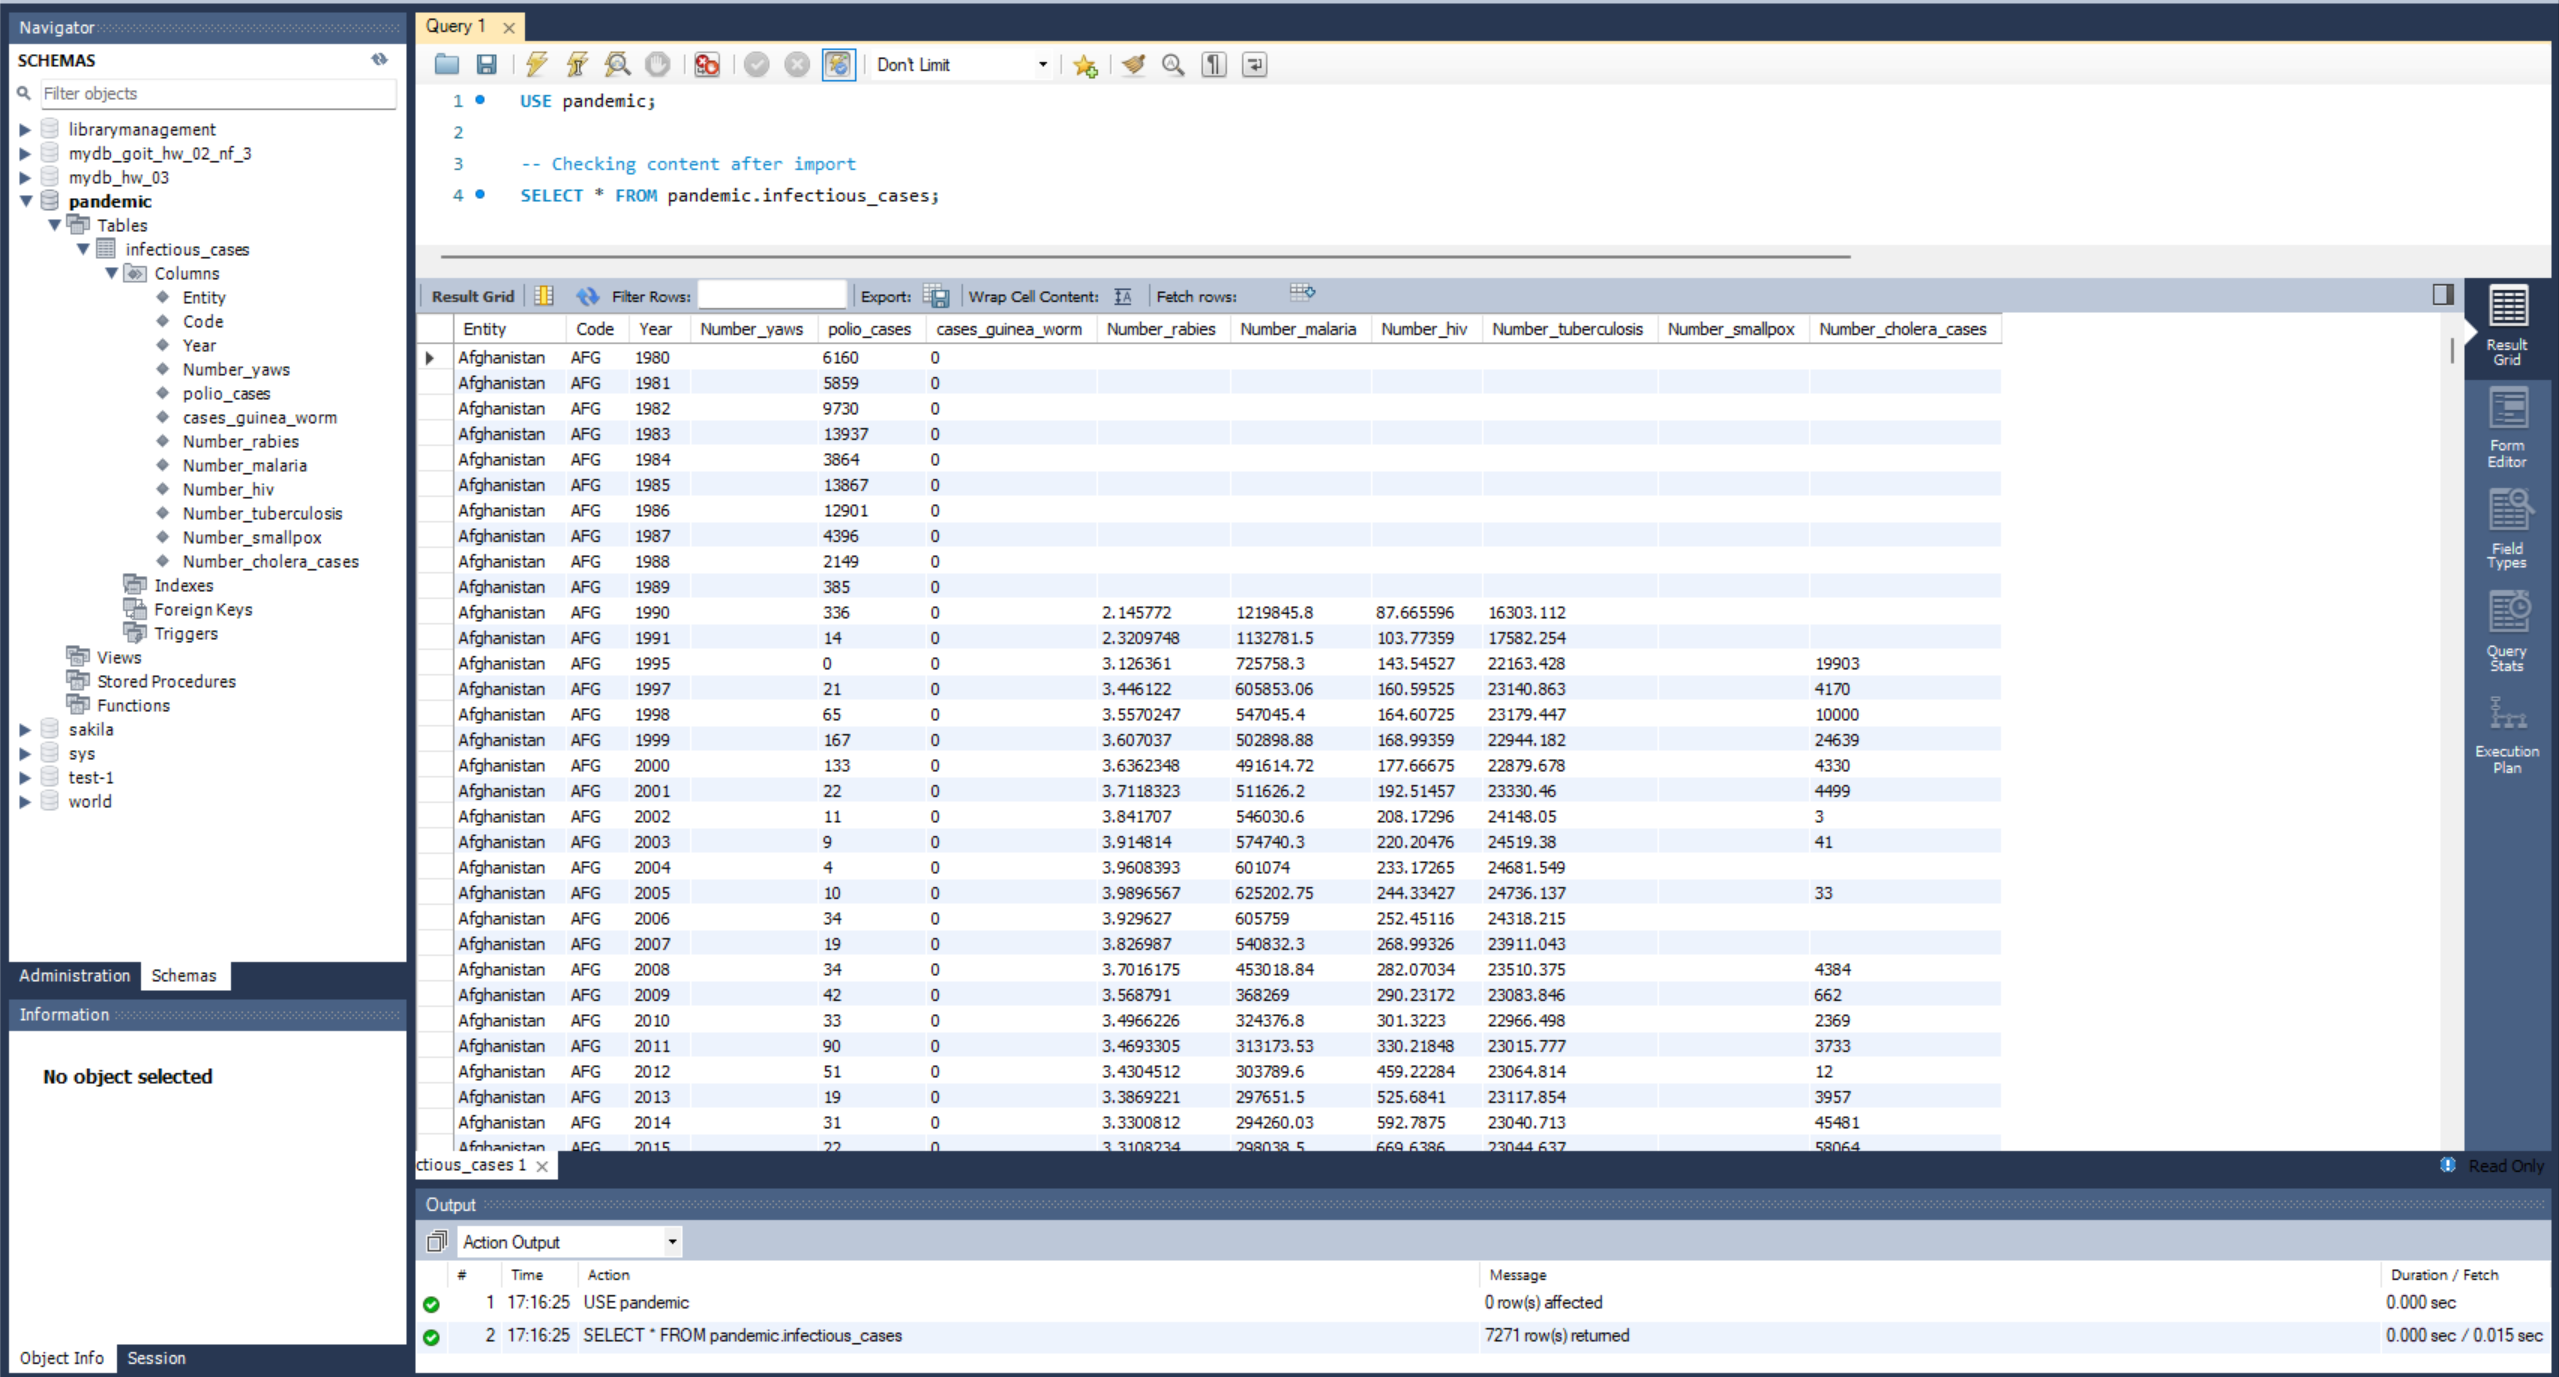 Navigator
SCHEMAS
Filter objects
librarymanagement
mydb_goit_hw_02_nf_3
mydb_hw_03
pandemic
Tables
infectious_cases
Columns
Entity
Code
Year
Number_yaws
polio_cases
cases_guinea_worm
Number_rabies
Number_malaria
Number_hiv
Number_tuberculosis
Number_smallpox
Number_cholera_cases
Indexes
Foreign Keys
Triggers
Views
Stored Procedures
Functions
sakila
sys
test-1
world
Administration Schemas
Information
No object selected
Object Info Session
Query 1
Don't Limit
1 USE pandemic;
2
3 -- Checking content after import
4 SELECT * FROM pandemic.infectious_cases;
Result Grid Filter Rows: Export: Wrap Cell Content: Fetch rows:
Entity Code Year Number_yaws polio_cases cases_guinea_worm Number_rabies Number_malaria Number_hiv Number_tuberculosis Number_smallpox Number_cholera_cases
Afghanistan AFG 1980 6160 0
Afghanistan AFG 1981 5859 0
Afghanistan AFG 1982 9730 0
Afghanistan AFG 1983 13937 0
Afghanistan AFG 1984 3864 0
Afghanistan AFG 1985 13867 0
Afghanistan AFG 1986 12901 0
Afghanistan AFG 1987 4396 0
Afghanistan AFG 1988 2149 0
Afghanistan AFG 1989 385 0
Afghanistan AFG 1990 336 0 2.145772 1219845.8 87.665596 16303.112
Afghanistan AFG 1991 14 0 2.3209748 1132781.5 103.77359 17582.254
Afghanistan AFG 1995 0 0 3.126361 725758.3 143.54527 22163.428 19903
Afghanistan AFG 1997 21 0 3.446122 605853.06 160.59525 23140.863 4170
Afghanistan AFG 1998 65 0 3.5570247 547045.4 164.60725 23179.447 10000
Afghanistan AFG 1999 167 0 3.607037 502898.88 168.99359 22944.182 24639
Afghanistan AFG 2000 133 0 3.6362348 491614.72 177.66675 22879.678 4330
Afghanistan AFG 2001 22 0 3.7118323 511626.2 192.51457 23330.46 4499
Afghanistan AFG 2002 11 0 3.841707 546030.6 208.17296 24148.05 3
Afghanistan AFG 2003 9 0 3.914814 574740.3 220.20476 24519.38 41
Afghanistan AFG 2004 4 0 3.9608393 601074 233.17265 24681.549
Afghanistan AFG 2005 10 0 3.9896567 625202.75 244.33427 24736.137 33
Afghanistan AFG 2006 34 0 3.929627 605759 252.45116 24318.215
Afghanistan AFG 2007 19 0 3.826987 540832.3 268.99326 23911.043
Afghanistan AFG 2008 34 0 3.7016175 453018.84 282.07034 23510.375 4384
Afghanistan AFG 2009 42 0 3.568791 368269 290.23172 23083.846 662
Afghanistan AFG 2010 33 0 3.4966226 324376.8 301.3223 22966.498 2369
Afghanistan AFG 2011 90 0 3.4693305 313173.53 330.21848 23015.777 3733
Afghanistan AFG 2012 51 0 3.4304512 303789.6 459.22284 23064.814 12
Afghanistan AFG 2013 19 0 3.3869221 297651.5 525.6841 23117.854 3957
Afghanistan AFG 2014 31 0 3.3300812 294260.03 592.7875 23040.713 45481
Afghanistan AFG 2015 22 0 3.3108234 298038.5 669.6386 23044.637 58064
Result
Grid
Form
Editor
Field
Types
Query
Stats
Execution
Plan
ctious_cases 1
Read Only
Output
Action Output
# Time Action Message Duration / Fetch
1 17:16:25 USE pandemic 0 row(s) affected 0.000 sec
2 17:16:25 SELECT * FROM pandemic.infectious_cases 7271 row(s) returned 0.000 sec / 0.015 sec